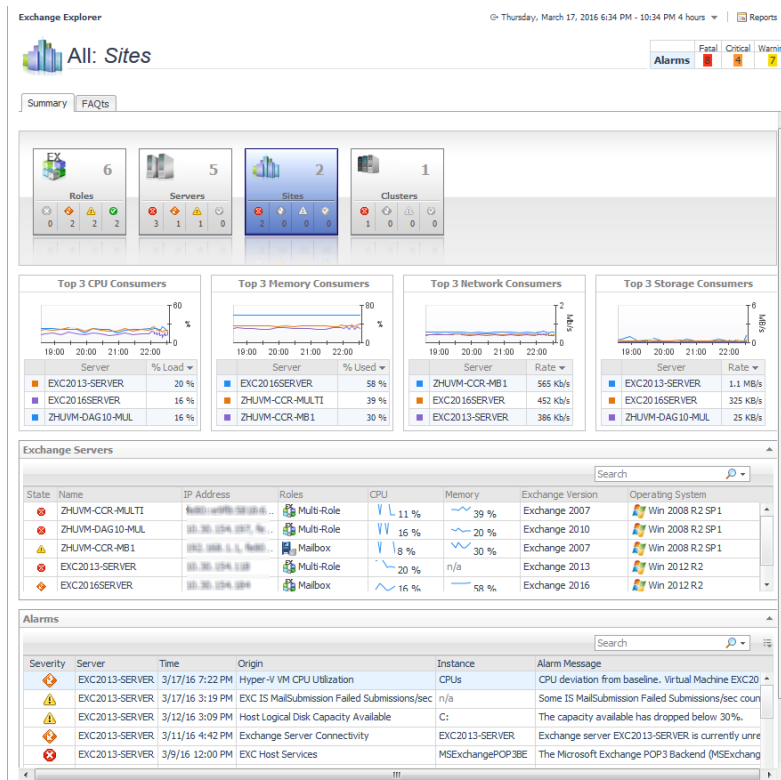 Exchange Explorer
Thursday, March 17, 2016 6:34 PM - 10:34 PM 4 hours
Reports
All: Sites
Fatal Critical Warnin
Alarms 8 4 7
Summary FAQts
EX 6 5 2 1
Roles Servers Sites Clusters
0 2 2 2 3 1 1 0 2 0 0 0 1 0 0 0
Top 3 CPU Consumers
60
%
0
19:00 20:00 21:00 22:00
Server % Load
EXC2013-SERVER 20 %
EXC2016SERVER 16 %
ZHUVM-DAG10-MUL 16 %
Top 3 Memory Consumers
80
%
0
19:00 20:00 21:00 22:00
Server % Used
EXC2016SERVER 58 %
ZHUVM-CCR-MULTI 39 %
ZHUVM-CCR-MB1 30 %
Top 3 Network Consumers
2
Mb/s
0
19:00 20:00 21:00 22:00
Server Rate
ZHUVM-CCR-MB1 565 Kb/s
EXC2016SERVER 452 Kb/s
EXC2013-SERVER 386 Kb/s
Top 3 Storage Consumers
6
MB/s
0
19:00 20:00 21:00 22:00
Server Rate
EXC2013-SERVER 1.1 MB/s
EXC2016SERVER 325 KB/s
ZHUVM-DAG10-MUL 25 KB/s
Exchange Servers
Search
State Name IP Address Roles CPU Memory Exchange Version Operating System
ZHUVM-CCR-MULTI Multi-Role 11 % 39 % Exchange 2007 Win 2008 R2 SP1
ZHUVM-DAG10-MUL Multi-Role 16 % 20 % Exchange 2010 Win 2008 R2 SP1
ZHUVM-CCR-MB1 Mailbox 8 % 30 % Exchange 2007 Win 2008 R2 SP1
EXC2013-SERVER Multi-Role 20 % n/a Exchange 2013 Win 2012 R2
EXC2016SERVER Mailbox 16 % 58 % Exchange 2016 Win 2012 R2
Alarms
Search
Severity Server Time Origin Instance Alarm Message
EXC2013-SERVER 3/17/16 7:22 PM Hyper-V VM CPU Utilization CPUs CPU deviation from baseline. Virtual Machine EXC20
EXC2013-SERVER 3/17/16 3:19 PM EXC IS MailSubmission Failed Submissions/sec n/a Some IS MailSubmission Failed Submissions/sec coun
EXC2013-SERVER 3/12/16 3:09 PM Host Logical Disk Capacity Available C: The capacity available has dropped below 30%.
EXC2013-SERVER 3/11/16 4:42 PM Exchange Server Connectivity EXC2013-SERVER Exchange server EXC2013-SERVER is currently unre
EXC2013-SERVER 3/9/16 12:00 PM EXC Host Services MSExchangePOP3BE The Microsoft Exchange POP3 Backend (MSExchang